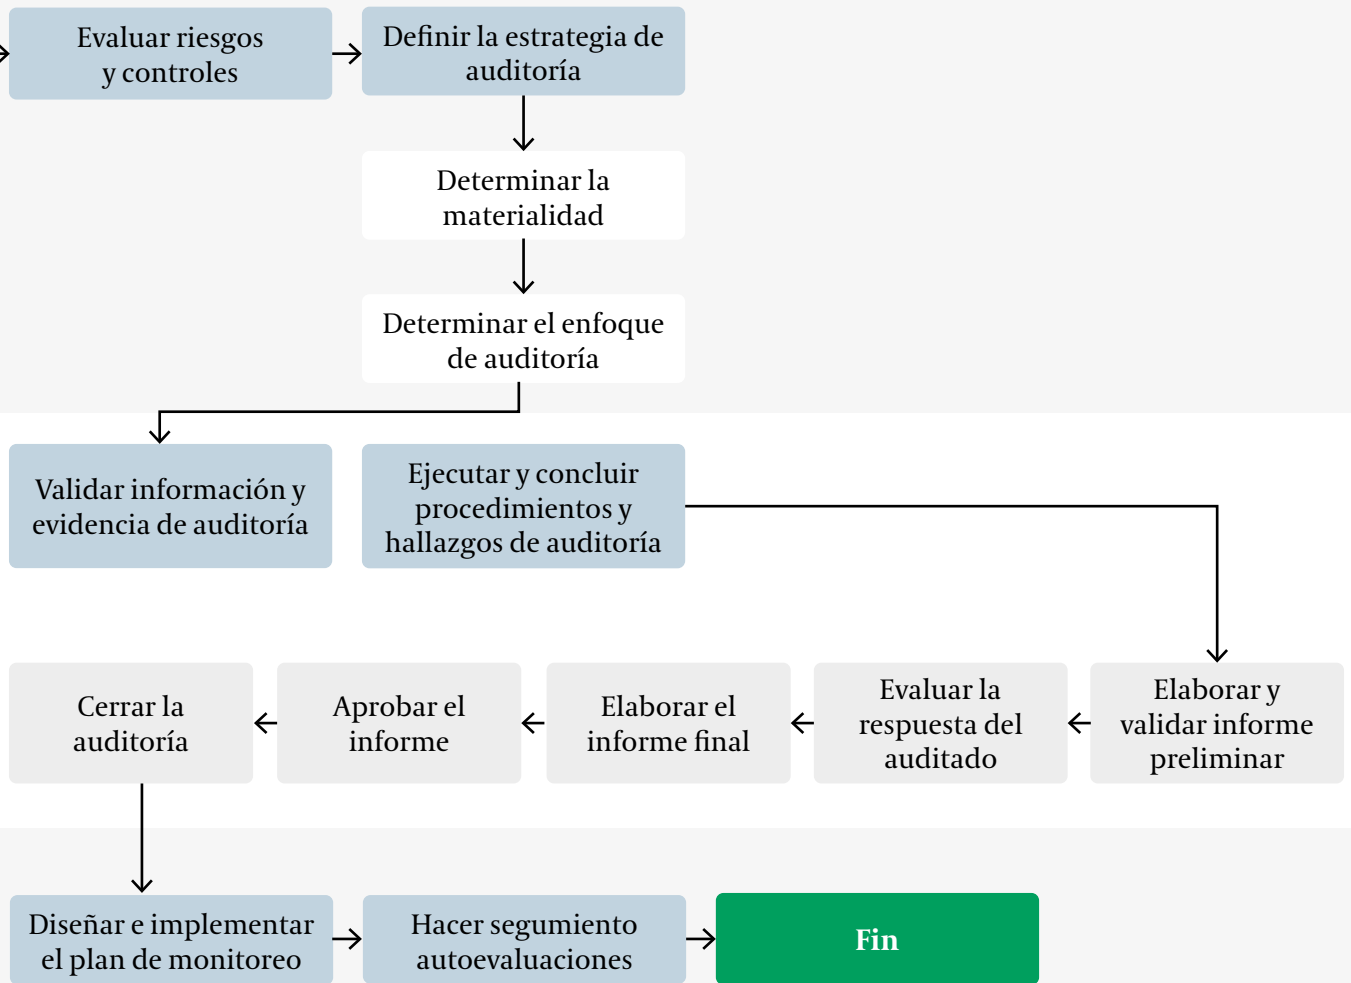 Evaluar riesgos
y controles
Definir la estrategia de
auditoría
Determinar la
materialidad
Determinar el enfoque
de auditoría
Validar información y
evidencia de auditoría
Ejecutar y concluir
procedimientos y
hallazgos de auditoría
Cerrar la
auditoría
Aprobar el
informe
Elaborar el
informe final
Evaluar la
respuesta del
auditado
Elaborar y
validar informe
preliminar
Diseñar e implementar
el plan de monitoreo
Hacer segumiento
autoevaluaciones
Fin